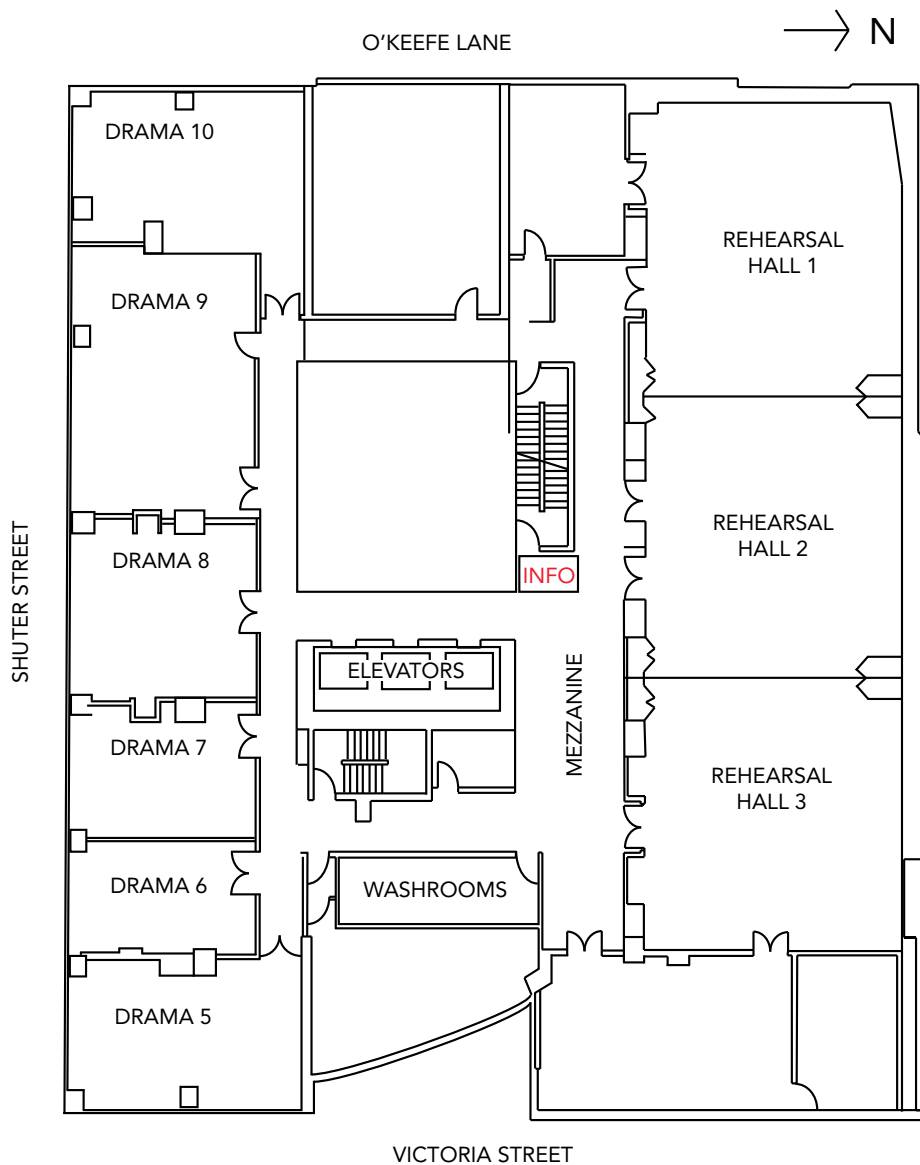 O'KEEFE LANE
N
DRAMA 10
REHEARSAL
HALL 1
DRAMA 9
SHUTER STREET
DRAMA 8
REHEARSAL
HALL 2
INFO
ELEVATORS
MEZZANINE
DRAMA 7
REHEARSAL
HALL 3
DRAMA 6
WASHROOMS
DRAMA 5
VICTORIA STREET